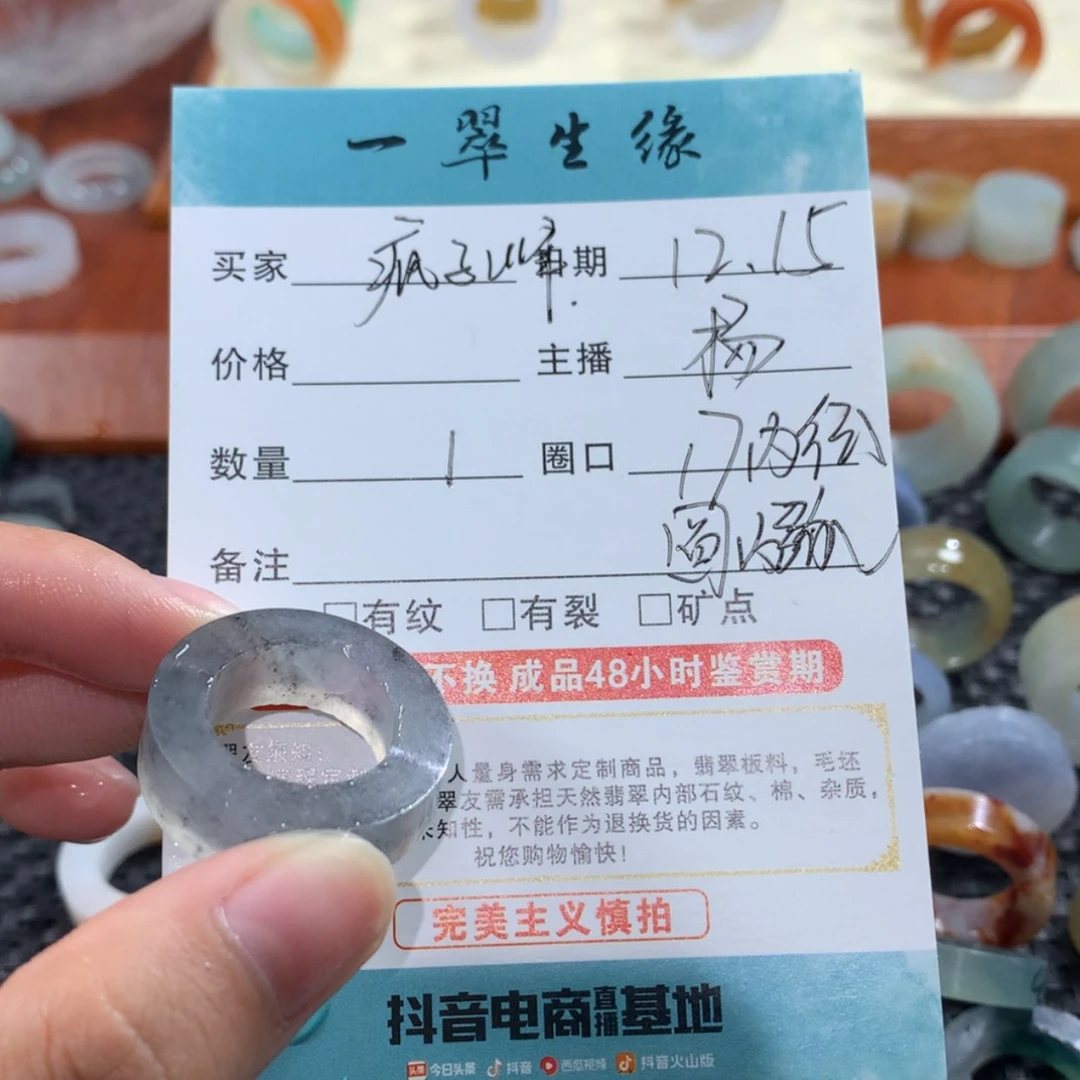 一翠生缘
买家 疯子峰 日期 12.15
价格 主播 杨
数量 1 圈口 17内径
备注 圆
□有纹 □有裂 □矿点
不换 成品48小时鉴赏期
人量身需求定制商品，翡翠板料，毛坯
翠友需承担天然翡翠内部石纹、棉、杂质，
未知性，不能作为退换货的因素。
祝您购物愉快！
完美主义慎拍
抖音电商直播基地
头条 今日头条 抖音 西瓜视频 抖音火山版